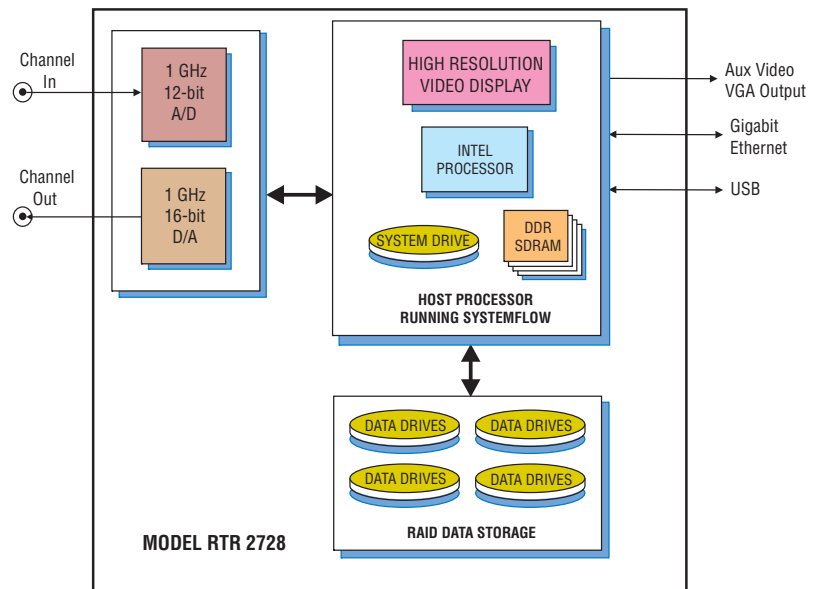 Channel
In
1 GHz
12-bit
A/D
Channel
Out
1 GHz
16-bit
D/A
HIGH RESOLUTION
VIDEO DISPLAY
INTEL
PROCESSOR
SYSTEM DRIVE
DDR
SDRAM
HOST PROCESSOR
RUNNING SYSTEMFLOW
Aux Video
VGA Output
Gigabit
Ethernet
USB
DATA DRIVES
DATA DRIVES
DATA DRIVES
DATA DRIVES
RAID DATA STORAGE
MODEL RTR 2728